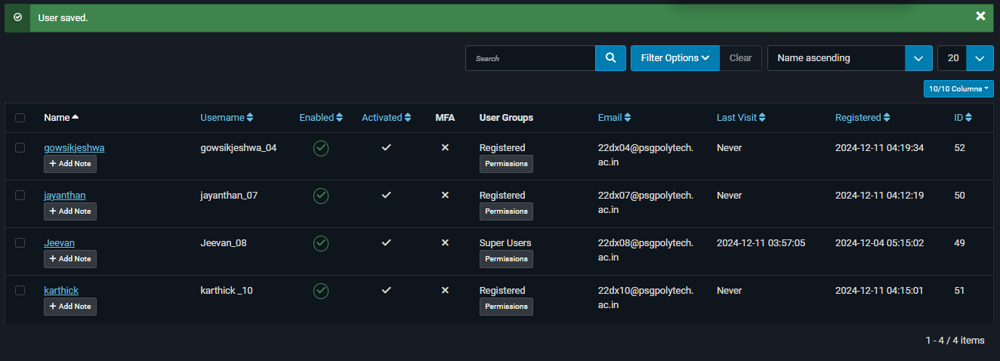 User saved.
Search Filter Options Clear Name ascending 20
10/10 Columns
Name Username Enabled Activated MFA User Groups Email Last Visit Registered ID
gowsikjeshwa gowsikjeshwa_04 Registered 22dx04@psgpolytech. Never 2024-12-11 04:19:34 52
+ Add Note Permissions ac.in
jayanthan jayanthan_07 Registered 22dx07@psgpolytech. Never 2024-12-11 04:12:19 50
+ Add Note Permissions ac.in
Jeevan Jeevan_08 Super Users 22dx08@psgpolytech. 2024-12-11 03:57:05 2024-12-04 05:15:02 49
+ Add Note Permissions ac.in
karthick karthick _10 Registered 22dx10@psgpolytech. Never 2024-12-11 04:15:01 51
+ Add Note Permissions ac.in
1 - 4 / 4 items